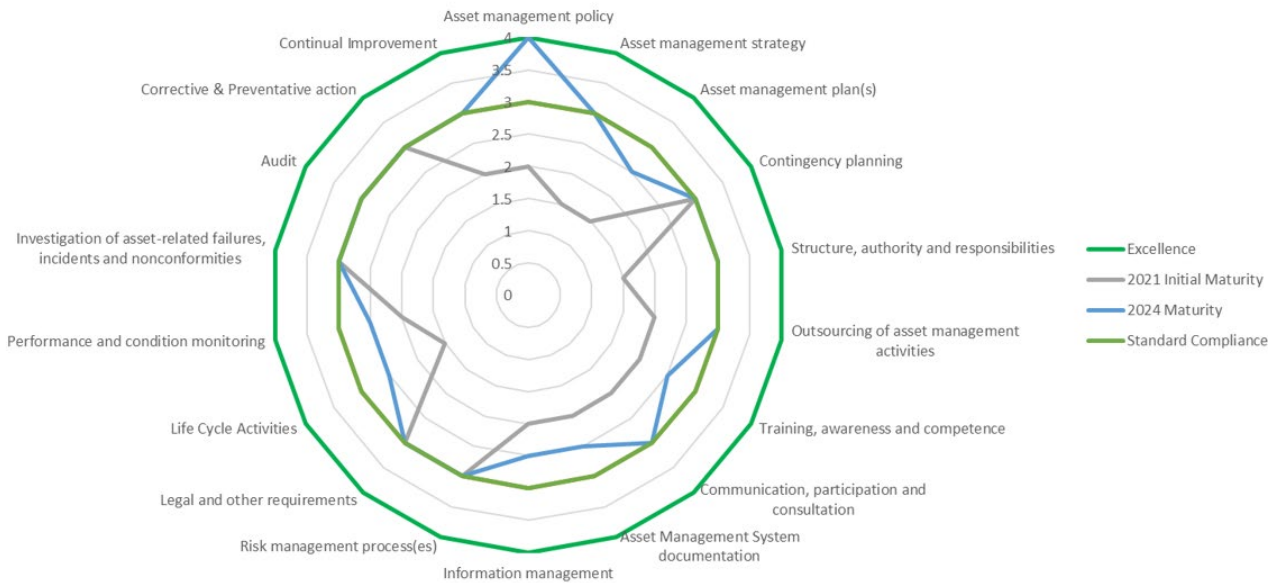 Asset management policy
Continual Improvement
Asset management strategy
Corrective & Preventative action
Asset management plan(s)
Audit
Contingency planning
Investigation of asset-related failures,
incidents and nonconformities
Structure, authority and responsibilities
Performance and condition monitoring
Outsourcing of asset management
activities
Life Cycle Activities
Training, awareness and competence
Legal and other requirements
Communication, participation and
consultation
Risk management process(es)
Asset Management System
documentation
Information management
4
3.5
3
2.5
2
1.5
1
0.5
0
Excellence
2021 Initial Maturity
2024 Maturity
Standard Compliance